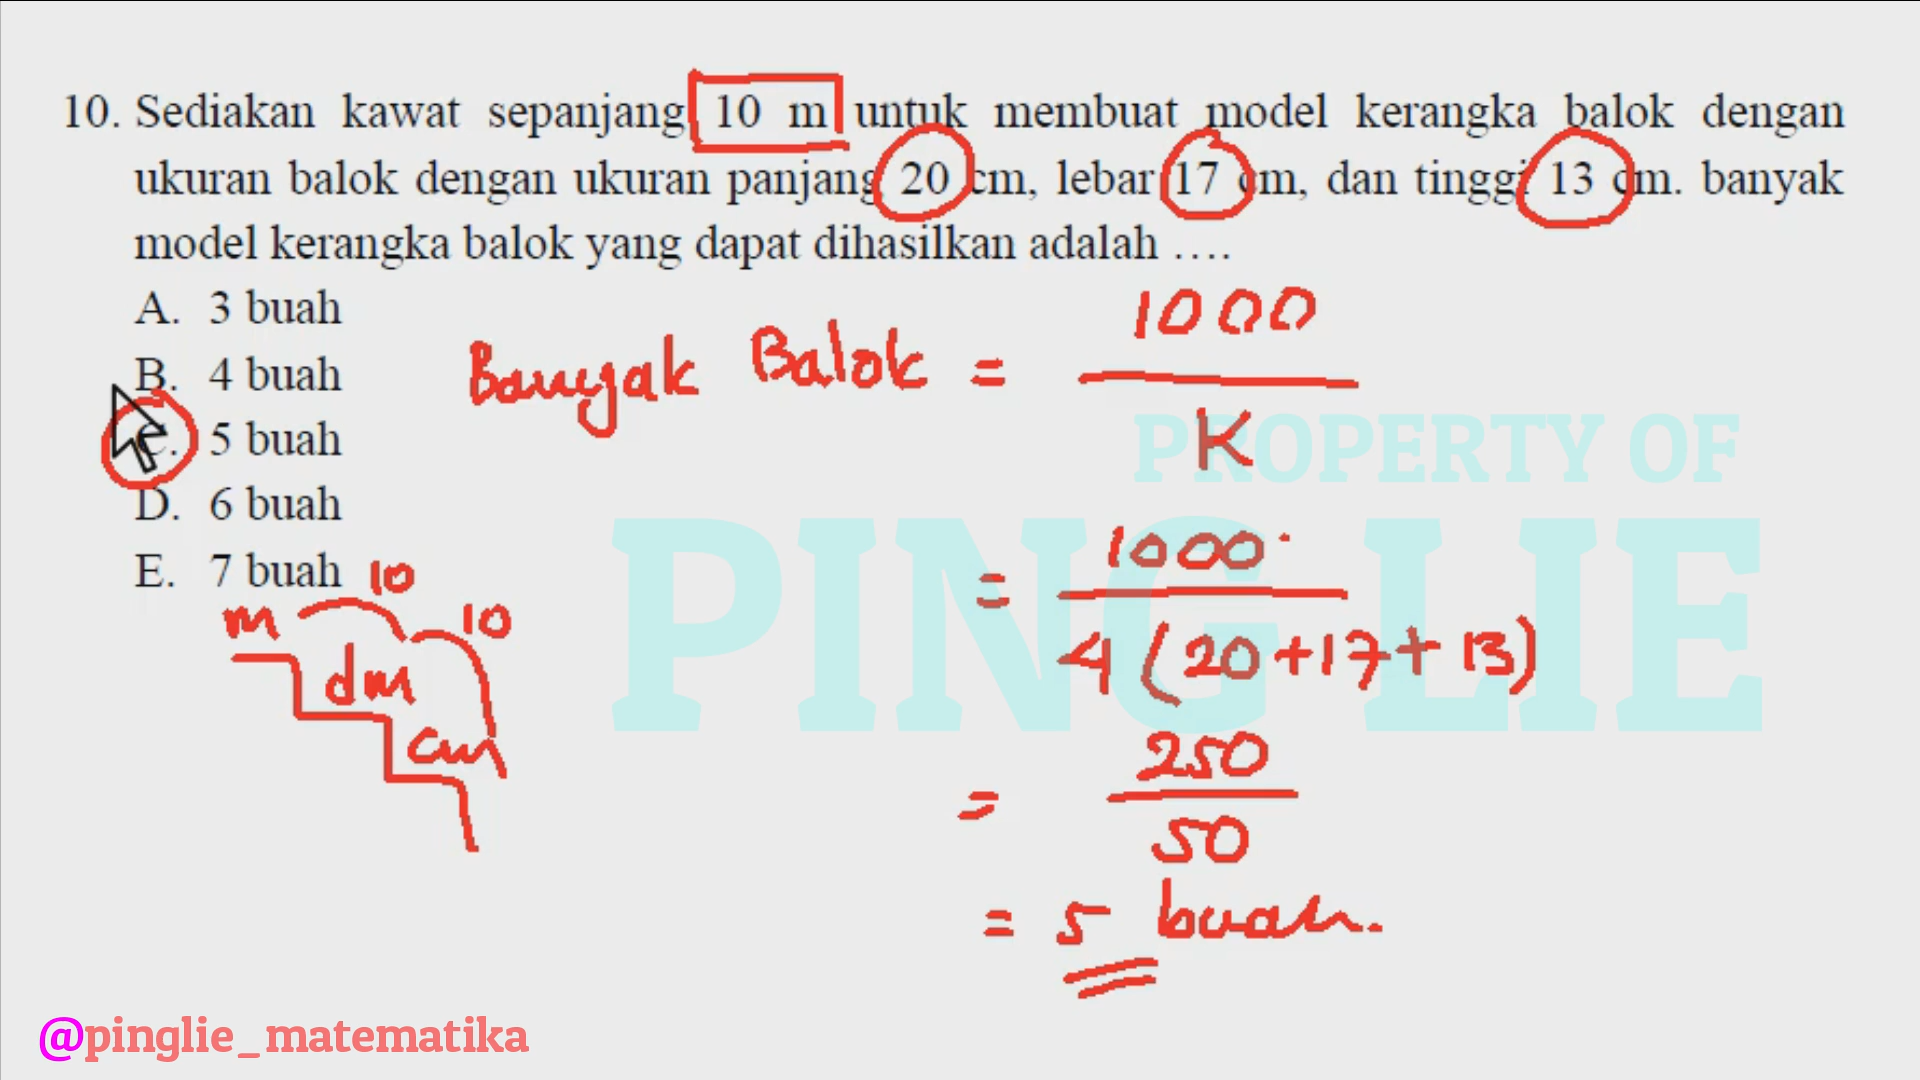 10. Sediakan kawat sepanjang 10 m untuk membuat model kerangka balok dengan
ukuran balok dengan ukuran panjang 20 cm, lebar 17 cm, dan tinggi 13 cm. banyak
model kerangka balok yang dapat dihasilkan adalah ....
A. 3 buah
B. 4 buah
C. 5 buah
D. 6 buah
E. 7 buah
Banyak Balok = 1000
K
= 1000
4 (20+17+13)
= 250
50
= 5 buah.
10
m
10
dm
cm
PROPERTY OF
PING LIE
@pinglie_matematika